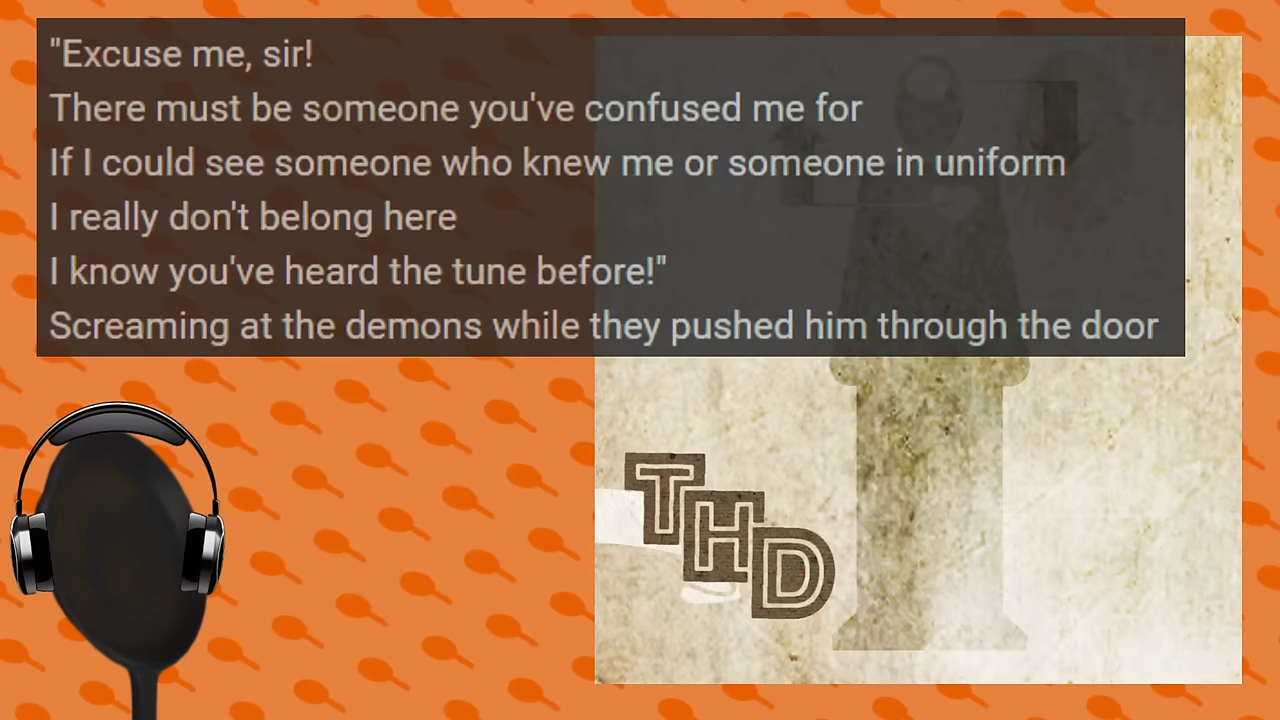 "Excuse me, sir!
There must be someone you've confused me for
If I could see someone who knew me or someone in uniform
I really don't belong here
I know you've heard the tune before!"
Screaming at the demons while they pushed him through the door
THD